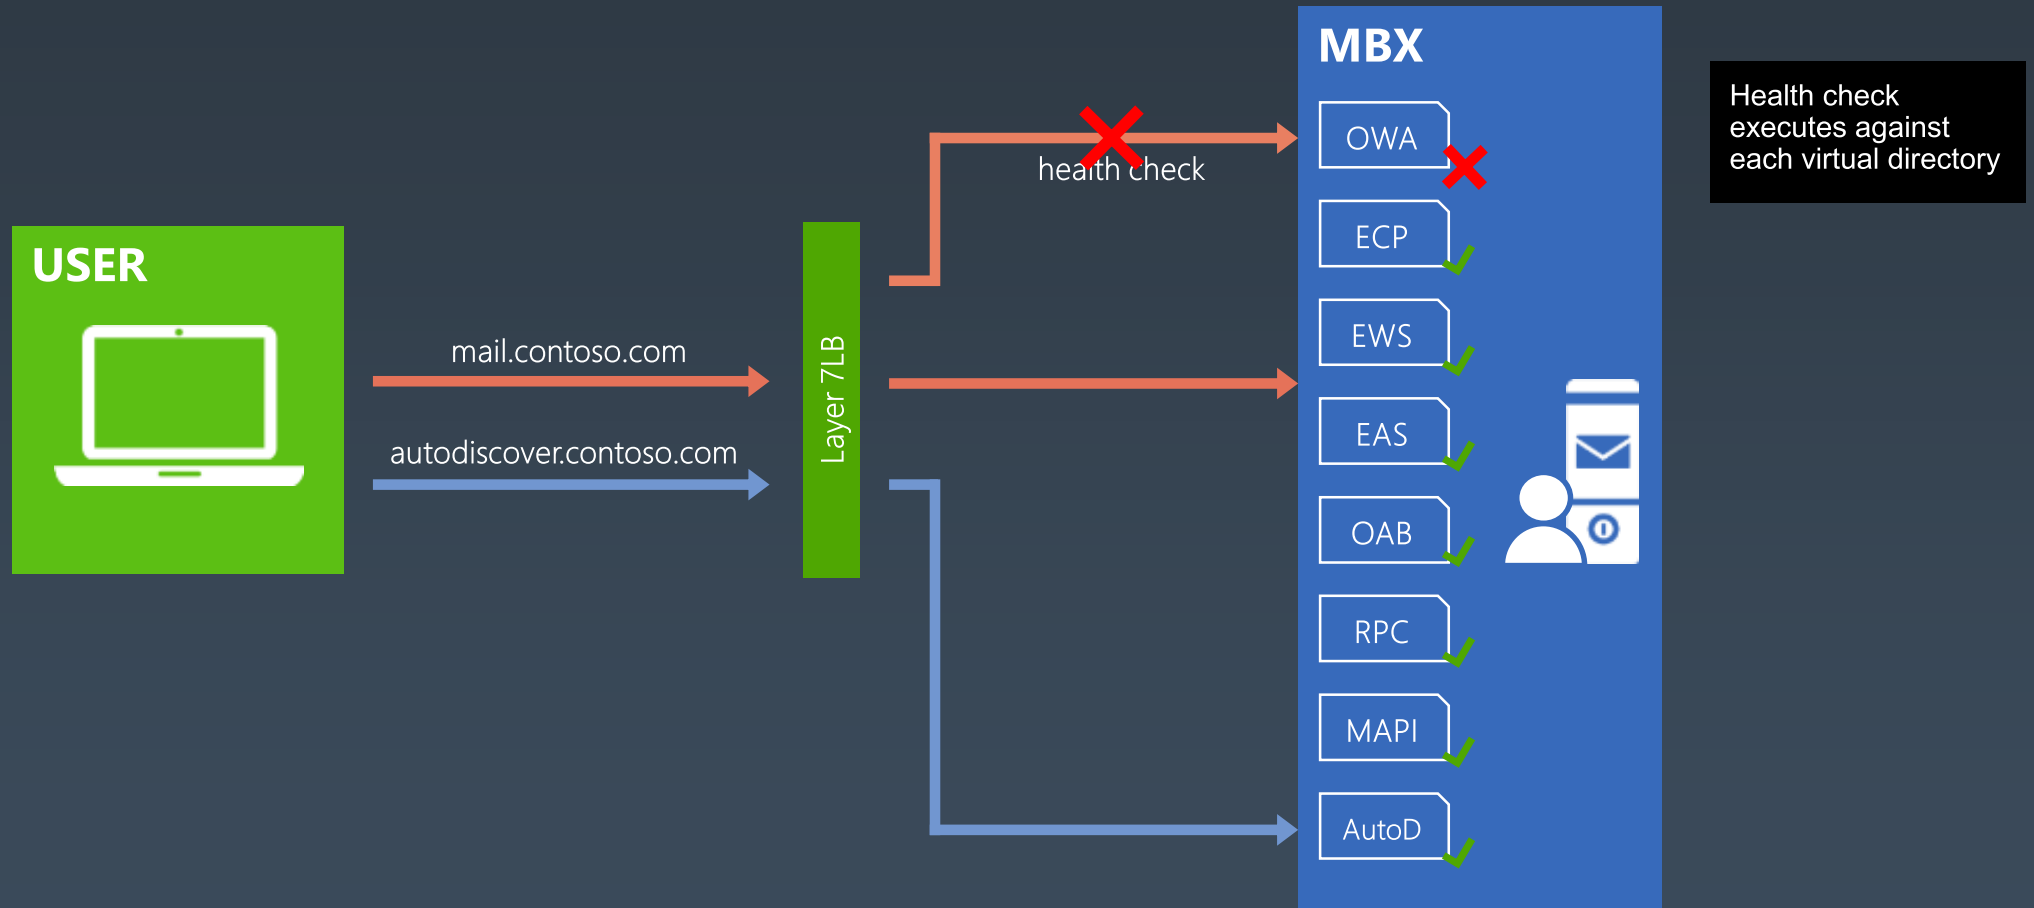 USER
mail.contoso.com
autodiscover.contoso.com
Layer 7LB
health check
MBX
OWA
ECP
EWS
EAS
OAB
RPC
MAPI
AutoD
Health check
executes against
each virtual directory